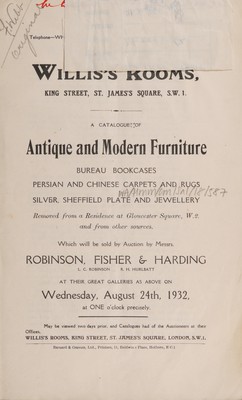 Telephone—WH
WILLIS'S ROOMS,
KING STREET, ST. JAMES'S SQUARE, S.W. 1.
A CATALOGUE OF
Antique and Modern Furniture
BUREAU BOOKCASES
PERSIAN AND CHINESE CARPETS AND RUGS
SILVER, SHEFFIELD PLATE AND JEWELLERY
Removed from a Residence at Gloucester Square, W.2.
and from other sources.
Which will be sold by Auction by Messrs.
ROBINSON, FISHER & HARDING
L. C. ROBINSON R. H. HURLBATT
AT THEIR GREAT GALLERIES AS ABOVE ON
Wednesday, August 24th, 1932,
at ONE o'clock precisely.
May be viewed two days prior, and Catalogues had of the Auctioneers at their
Offices,
WILLIS'S ROOMS, KING STREET, ST. JAMES'S SQUARE, LONDON, S.W.1.